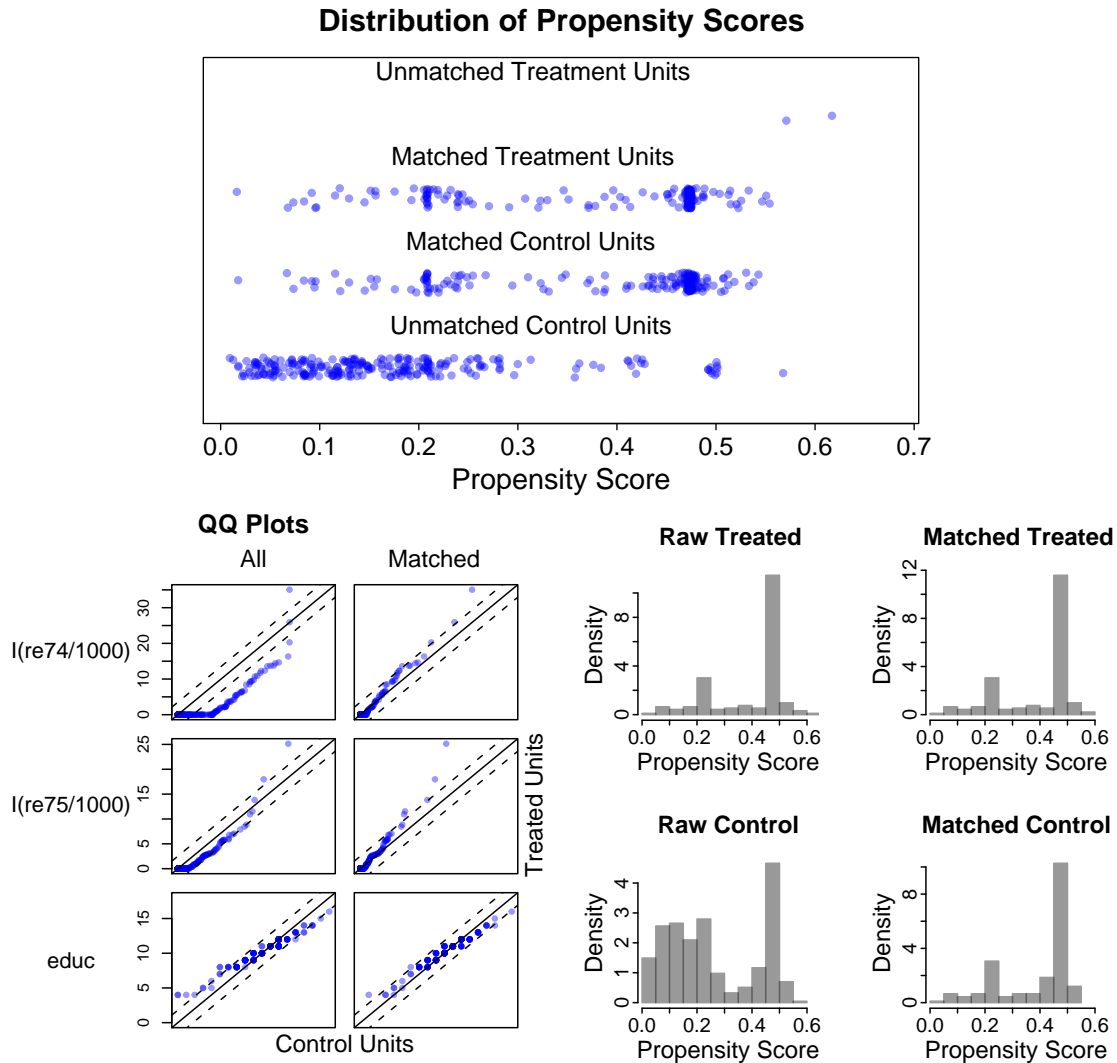 Distribution of Propensity Scores
Unmatched Treatment Units
Matched Treatment Units
Matched Control Units
Unmatched Control Units
0.0 0.1 0.2 0.3 0.4 0.5 0.6 0.7
Propensity Score
QQ Plots
All Matched
I(re74/1000)
0 10 20 30
I(re75/1000)
0 5 15 25
educ
0 5 10 15
Control Units
Treated Units
Raw Treated
Density
0 4 8
0.0 0.2 0.4 0.6
Propensity Score
Matched Treated
Density
0 4 8 12
0.0 0.2 0.4 0.6
Propensity Score
Raw Control
Density
0 1 2 3 4
0.0 0.2 0.4 0.6
Propensity Score
Matched Control
Density
0 4 8
0.0 0.2 0.4 0.6
Propensity Score